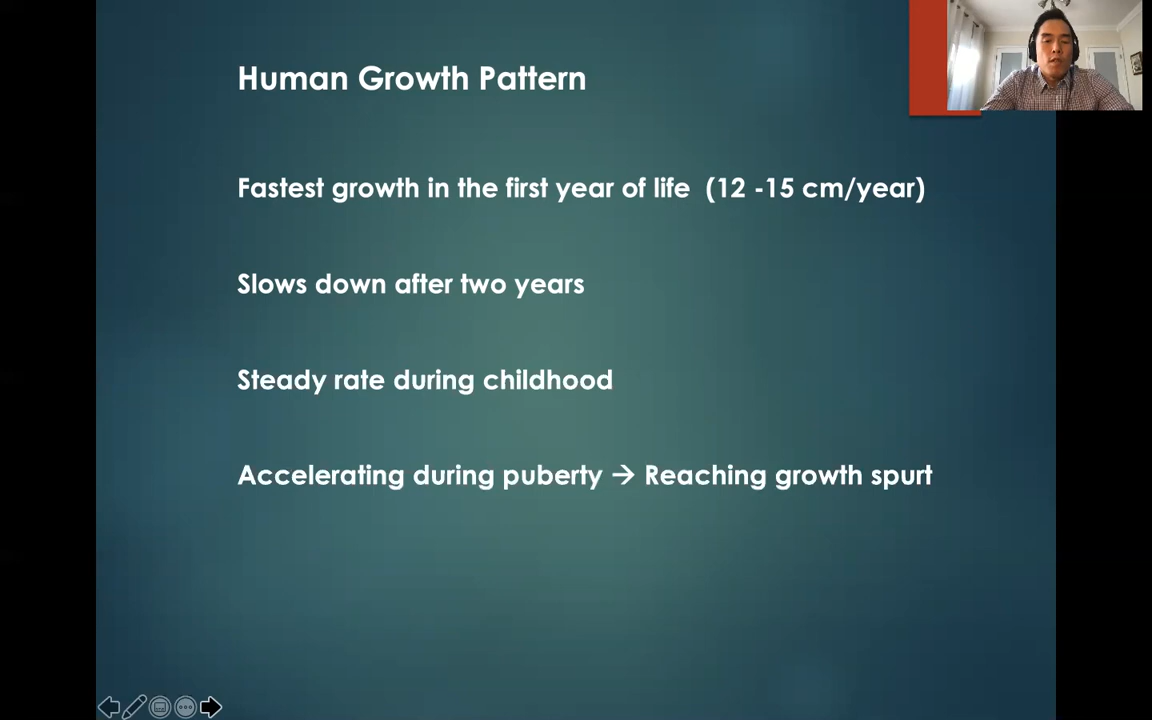 Human Growth Pattern
Fastest growth in the first year of life (12 -15 cm/year)
Slows down after two years
Steady rate during childhood
Accelerating during puberty → Reaching growth spurt